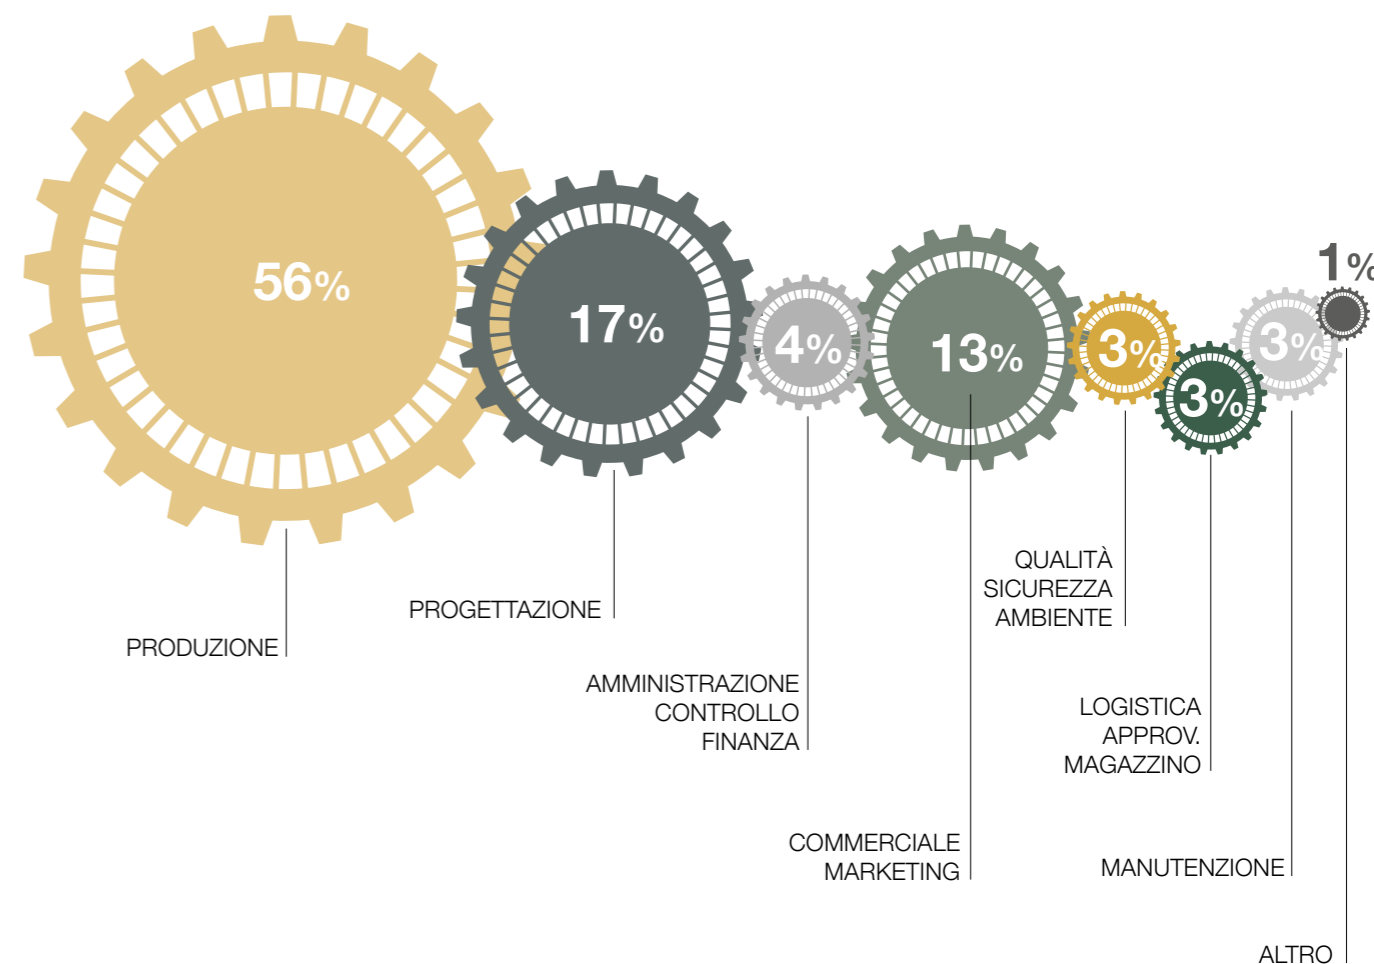 56%
17%
4%
13%
3%
3%
3%
1%
PRODUZIONE
PROGETTAZIONE
AMMINISTRAZIONE
CONTROLLO
FINANZA
COMMERCIALE
MARKETING
QUALITÀ
SICUREZZA
AMBIENTE
LOGISTICA
APPROV.
MAGAZZINO
MANUTENZIONE
ALTRO